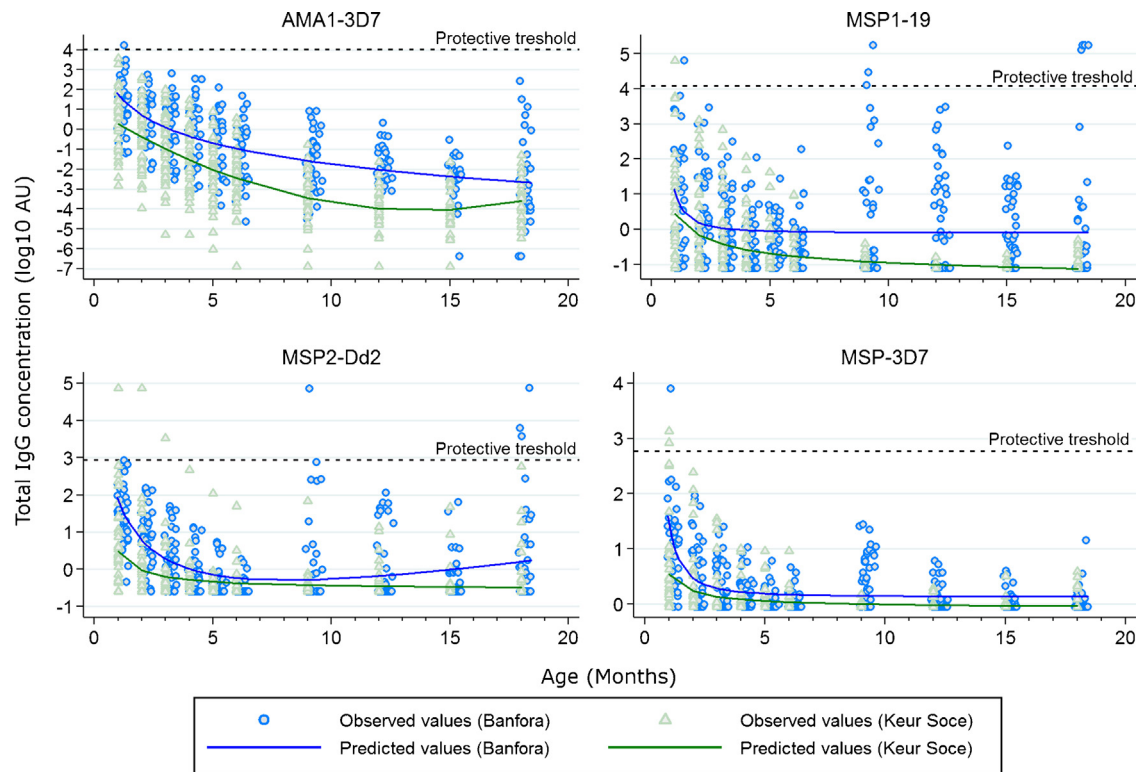 AMA1-3D7
MSP1-19
Total IgG concentration (log10 AU)
Protective treshold
4
3
2
1
0
-1
-2
-3
-4
-5
-6
-7
0 5 10 15 20
Protective treshold
5
4
3
2
1
0
-1
0 5 10 15 20
MSP2-Dd2
MSP-3D7
Protective treshold
5
4
3
2
1
0
-1
0 5 10 15 20
Protective treshold
4
3
2
1
0
0 5 10 15 20
Age (Months)
Observed values (Banfora)
Observed values (Keur Soce)
Predicted values (Banfora)
Predicted values (Keur Soce)